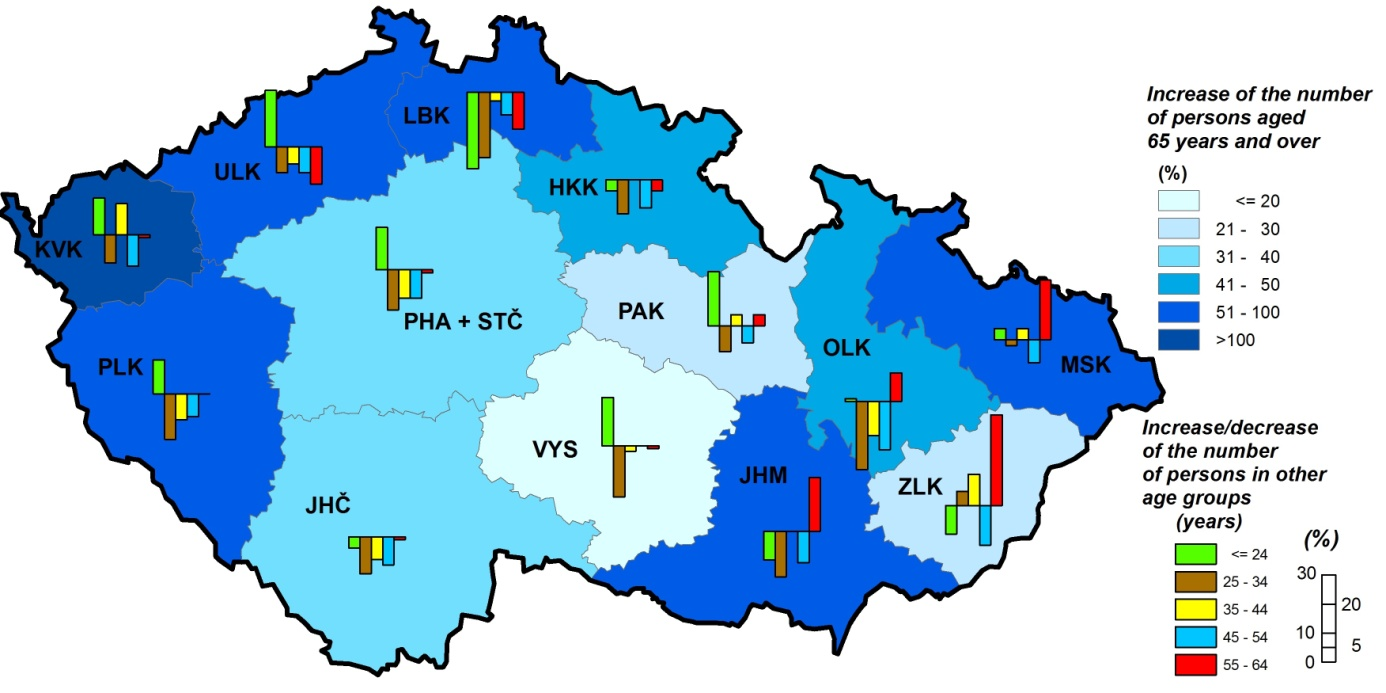 LBK
ULK
HKK
KVK
PAK
PHA + STČ
OLK
PLK
MSK
VYS
JHM
ZLK
JHČ
Increase of the number
of persons aged
65 years and over
(%)
<= 20
21 - 30
31 - 40
41 - 50
51 - 100
>100
Increase/decrease
of the number
of persons in other
age groups
(years)
<= 24
25 - 34
35 - 44
45 - 54
55 - 64
(%)
30
20
10
5
0